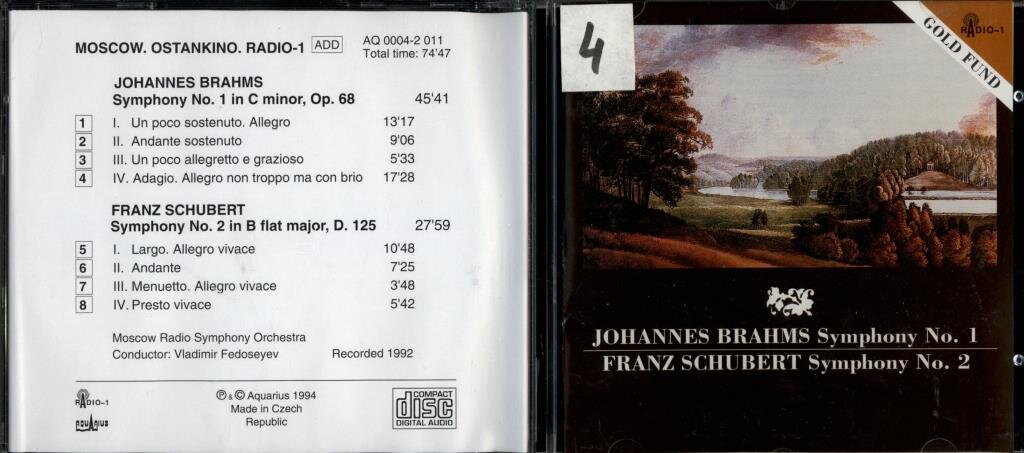 MOSCOW. OSTANKINO. RADIO-1 ADD
AQ 0004-2 011
Total time: 74'47
JOHANNES BRAHMS
Symphony No. 1 in C minor, Op. 68 45'41
1 I. Un poco sostenuto. Allegro 13'17
2 II. Andante sostenuto 9'06
3 III. Un poco allegretto e grazioso 5'33
4 IV. Adagio. Allegro non troppo ma con brio 17'28
FRANZ SCHUBERT
Symphony No. 2 in B flat major, D. 125 27'59
5 I. Largo. Allegro vivace 10'48
6 II. Andante 7'25
7 III. Menuetto. Allegro vivace 3'48
8 IV. Presto vivace 5'42
Moscow Radio Symphony Orchestra
Conductor: Vladimir Fedoseyev Recorded 1992
RADIO-1
AQUARIUS
℗ & © Aquarius 1994
Made in Czech
Republic
COMPACT
disc
DIGITAL AUDIO
4
GOLD FUND
RADIO-1
JOHANNES BRAHMS Symphony No. 1
FRANZ SCHUBERT Symphony No. 2